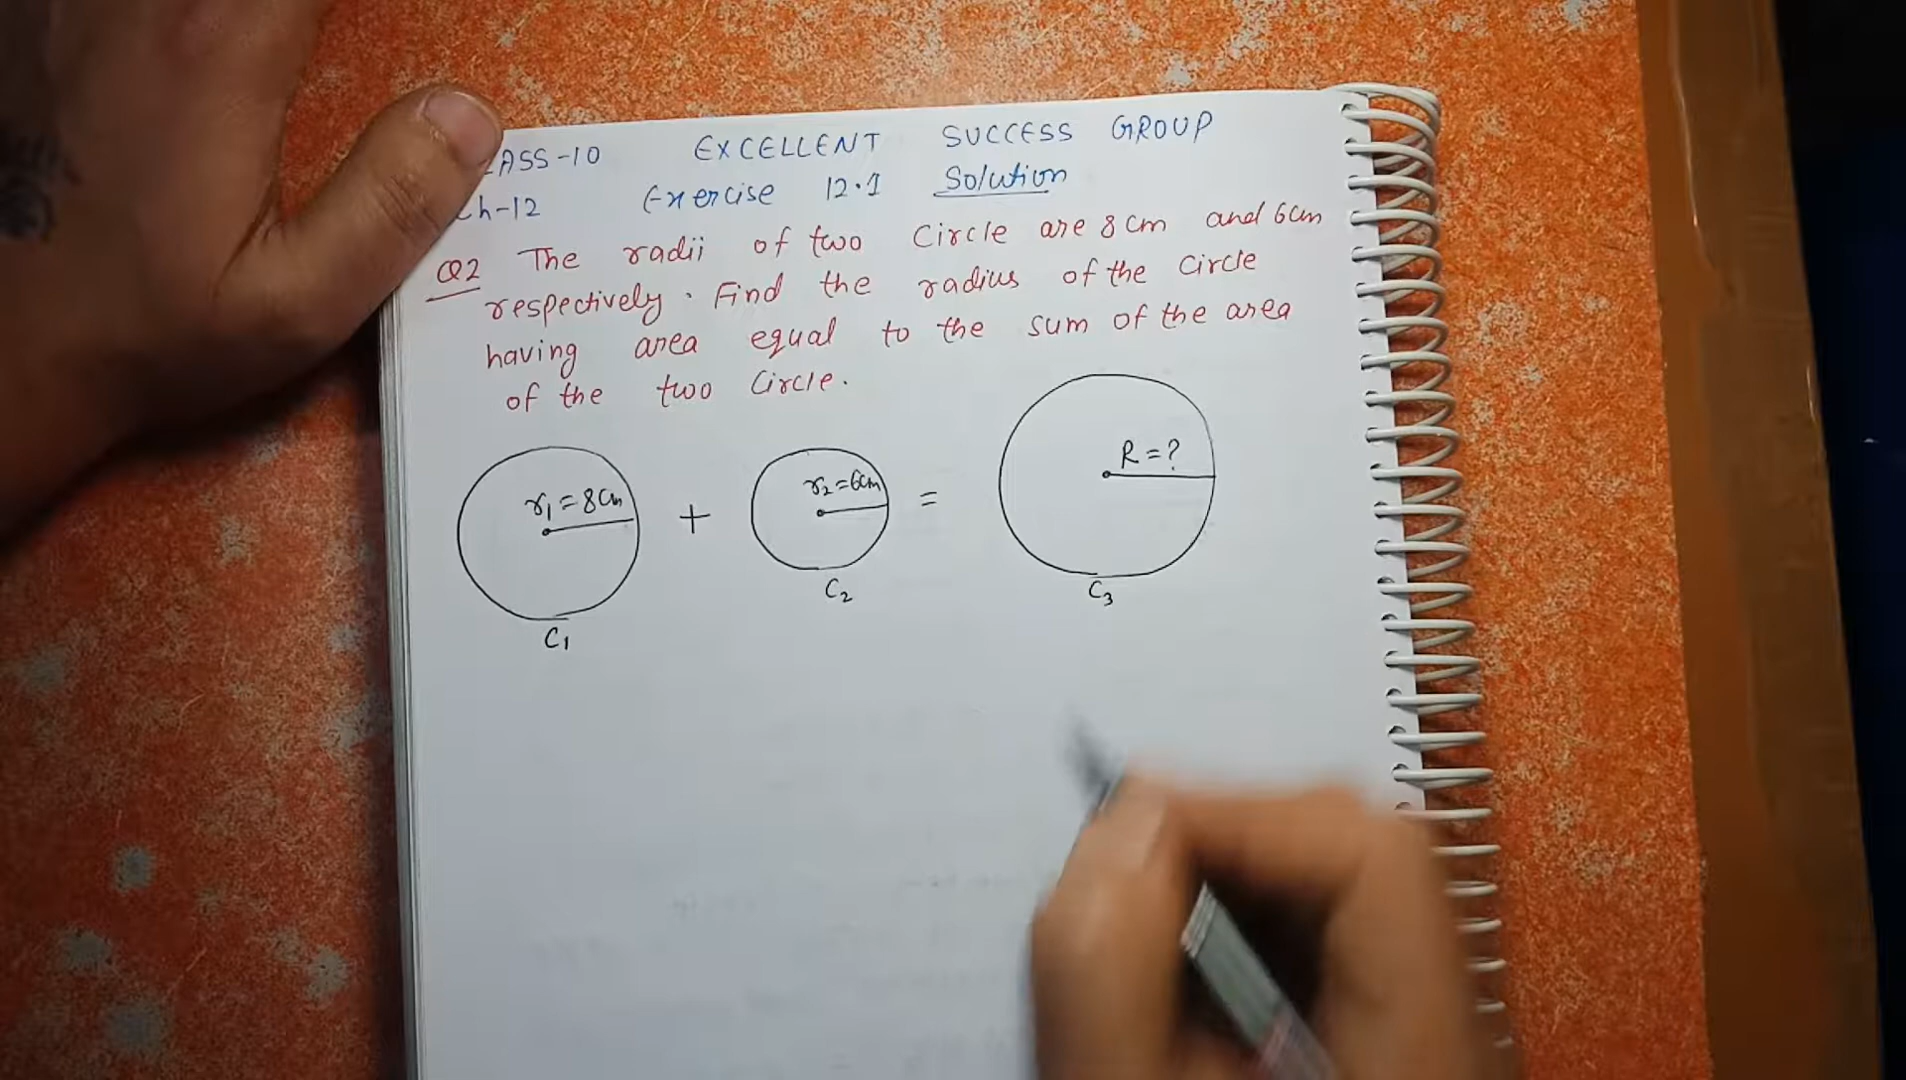 ASS-10 EXCELLENT SUCCESS GROUP
h-12 Exercise 12.1 Solution
Q2 The radii of two Circle are 8cm and 6cm
respectively. Find the radius of the circle
having area equal to the sum of the area
of the two Circle.
r₁=8cm + r₂=6cm = R=?
C₁ C₂ C₃